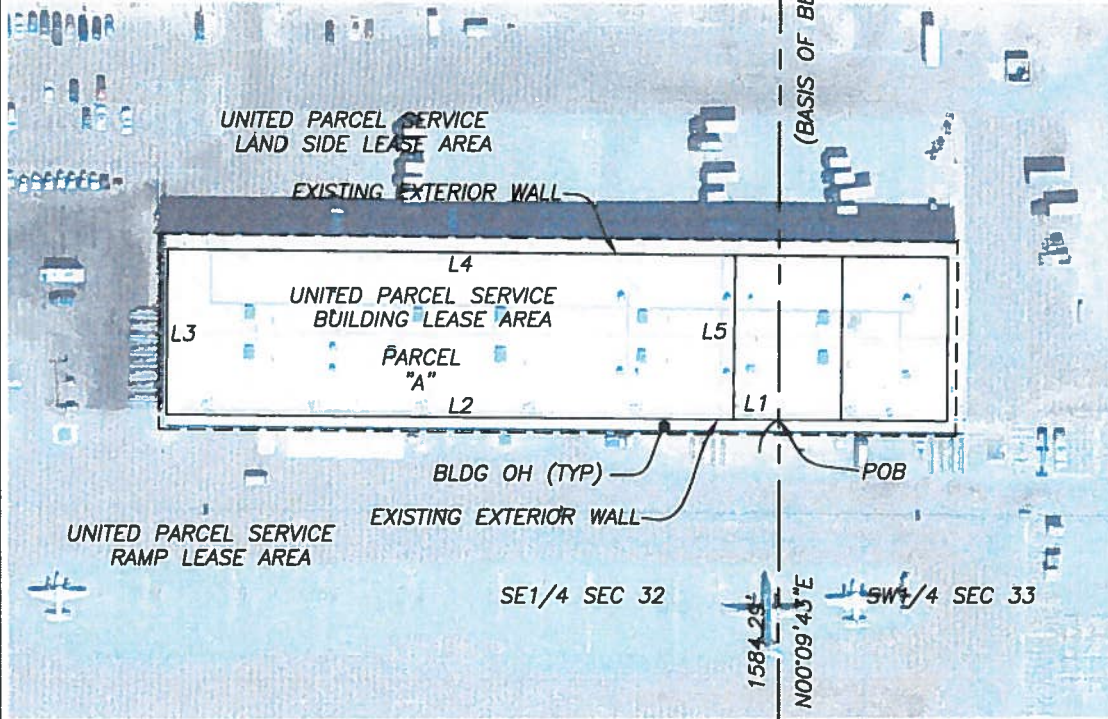 (BASIS OF
UNITED PARCEL SERVICE
LAND SIDE LEASE AREA
EXISTING EXTERIOR WALL
L4
UNITED PARCEL SERVICE
BUILDING LEASE AREA
L3
L5
PARCEL
"A"
L2
L1
BLDG OH (TYP)
POB
EXISTING EXTERIOR WALL
UNITED PARCEL SERVICE
RAMP LEASE AREA
SE1/4 SEC 32
SW1/4 SEC 33
1584.29'
N00°09'43"E